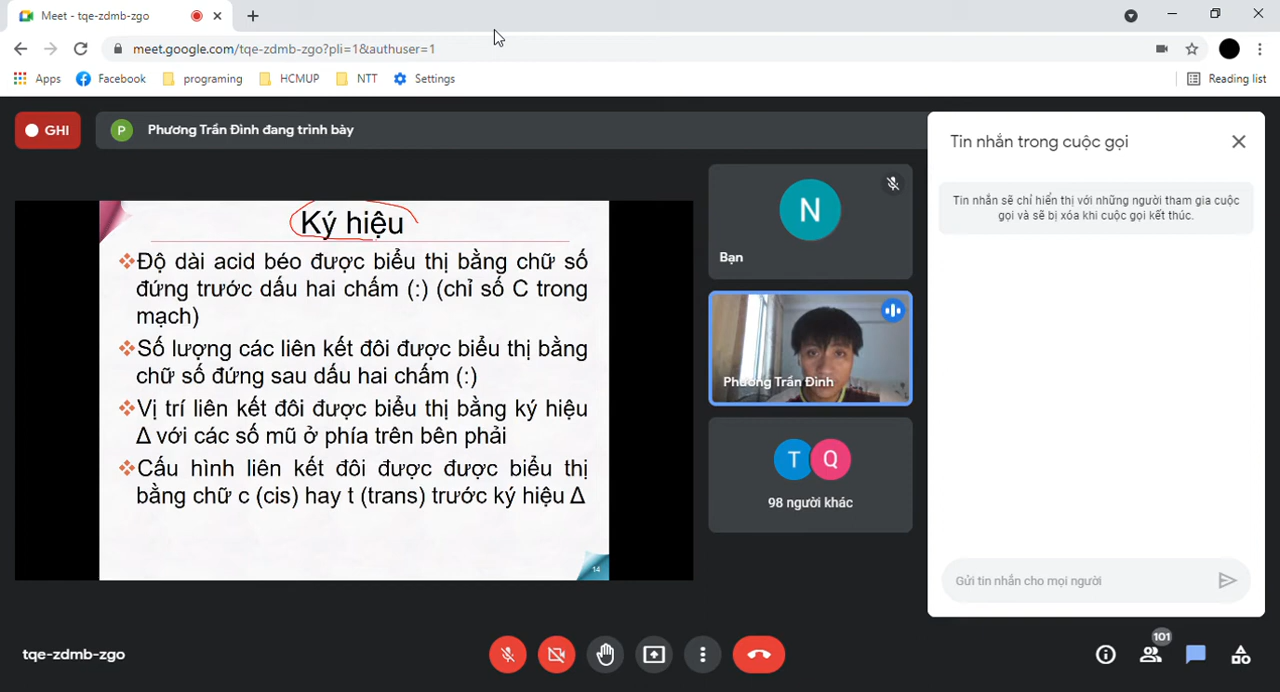 Meet - tqe-zdmb-zgo
meet.google.com/tqe-zdmb-zgo?pli=1&authuser=1
Apps Facebook programing HCMUP NTT Settings Reading list
GHI
P Phương Trần Đình đang trình bày
Ký hiệu
Độ dài acid béo được biểu thị bằng chữ số
đứng trước dấu hai chấm (:) (chỉ số C trong
mạch)
Số lượng các liên kết đôi được biểu thị bằng
chữ số đứng sau dấu hai chấm (:)
Vị trí liên kết đôi được biểu thị bằng ký hiệu
Δ với các số mũ ở phía trên bên phải
Cấu hình liên kết đôi được được biểu thị
bằng chữ c (cis) hay t (trans) trước ký hiệu Δ
14
N
Bạn
Phương Trần Đình
T Q
98 người khác
Tin nhắn trong cuộc gọi
Tin nhắn sẽ chỉ hiển thị với những người tham gia cuộc
gọi và sẽ bị xóa khi cuộc gọi kết thúc.
Gửi tin nhắn cho mọi người
tqe-zdmb-zgo
101